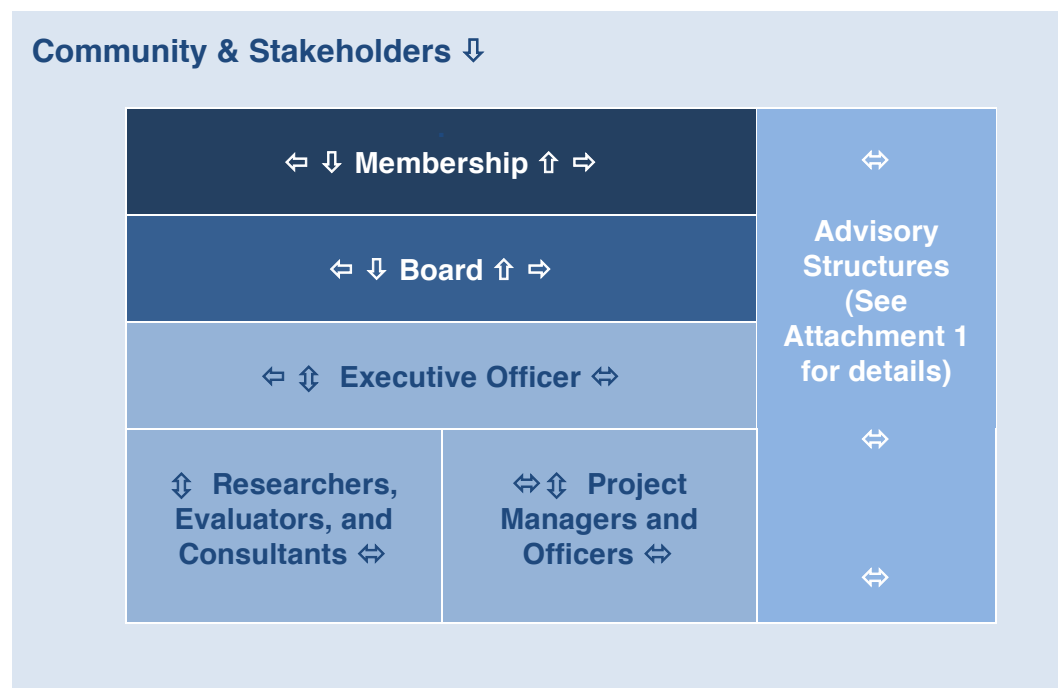 Community & Stakeholders ⇩
⇦ ⇩ Membership ⇧ ⇨
⇦ ⇩ Board ⇧ ⇨
⇦ ⇳ Executive Officer ⬄
⇳ Researchers,
Evaluators, and
Consultants ⬄
⬄ ⇳ Project
Managers and
Officers ⬄
⬄
Advisory
Structures
(See
Attachment 1
for details)
⬄
⬄